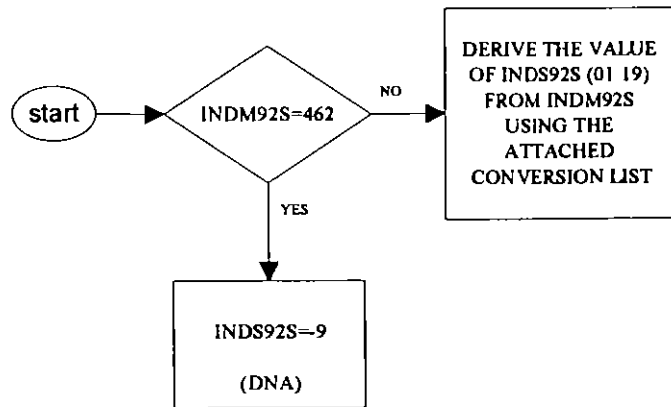 start
INDM92S=462
NO
DERIVE THE VALUE
OF INDS92S (01 19)
FROM INDM92S
USING THE
ATTACHED
CONVERSION LIST
YES
INDS92S=-9
(DNA)